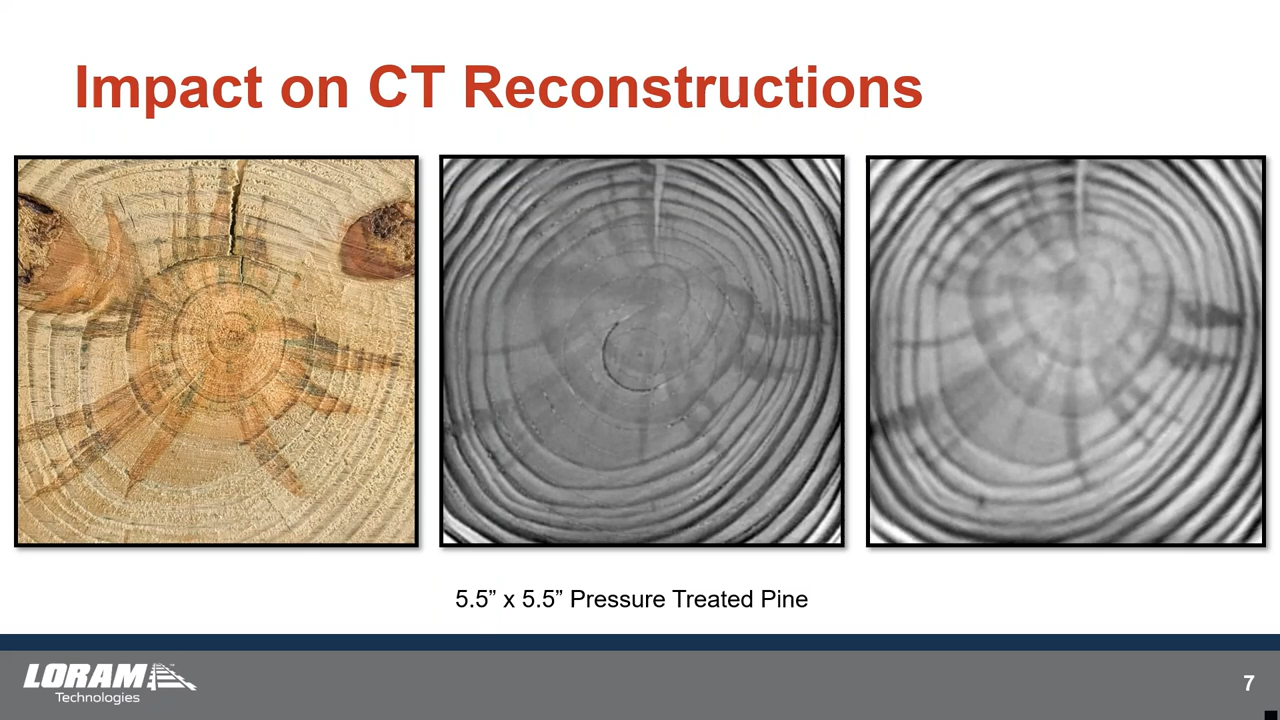 Impact on CT Reconstructions
5.5” x 5.5” Pressure Treated Pine
LORAM
Technologies
7